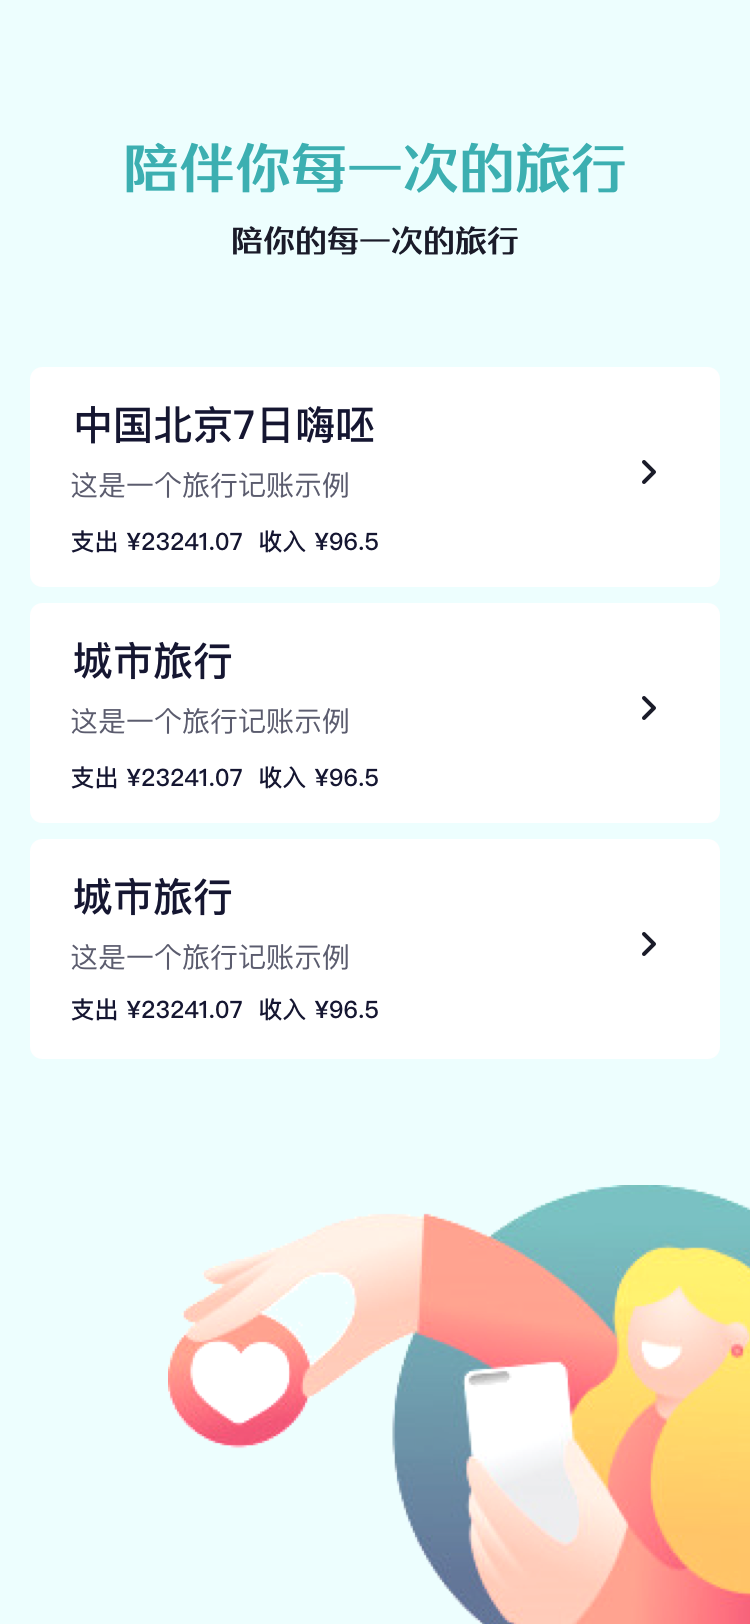 陪伴你每一次的旅行
陪你的每一次的旅行
中国北京7日嗨呸
这是一个旅行记账示例
支出 ¥23241.07 收入 ¥96.5
城市旅行
这是一个旅行记账示例
支出 ¥23241.07 收入 ¥96.5
城市旅行
这是一个旅行记账示例
支出 ¥23241.07 收入 ¥96.5